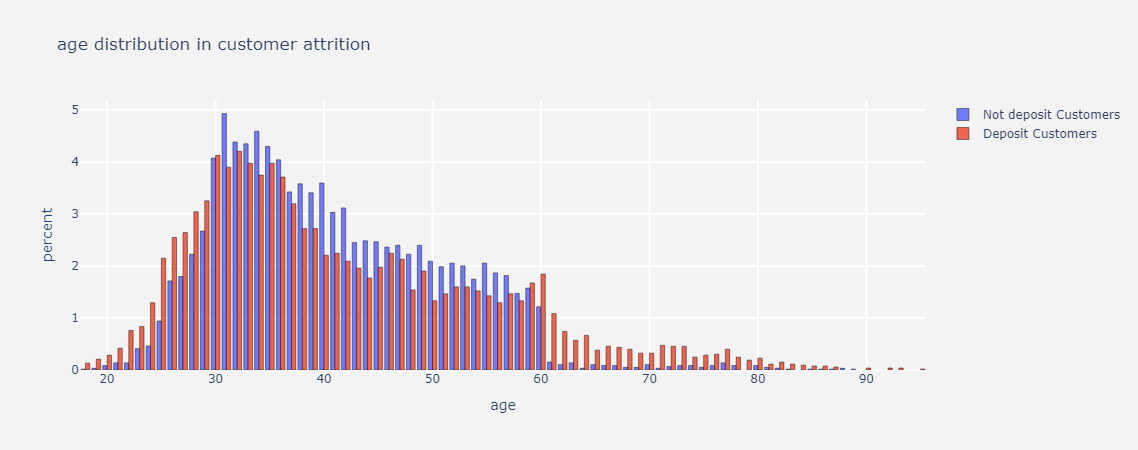 age distribution in customer attrition
5
4
3
2
1
0
percent
20 30 40 50 60 70 80 90
age
Not deposit Customers
Deposit Customers